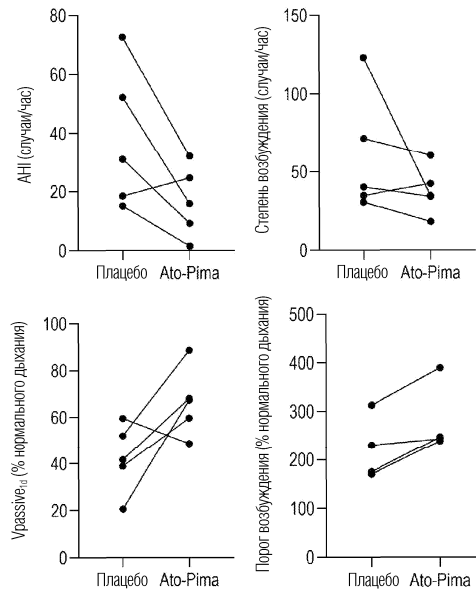 AHI (случаи/час)
80
60
40
20
0
Плацебо Ato-Pima
Степень возбуждения (случаи/час)
150
100
50
0
Плацебо Ato-Pima
Vpassive1d (% нормального дыхания)
100
80
60
40
20
0
Плацебо Ato-Pima
Порог возбуждения (% нормального дыхания)
500
400
300
200
100
0
Плацебо Ato-Pima